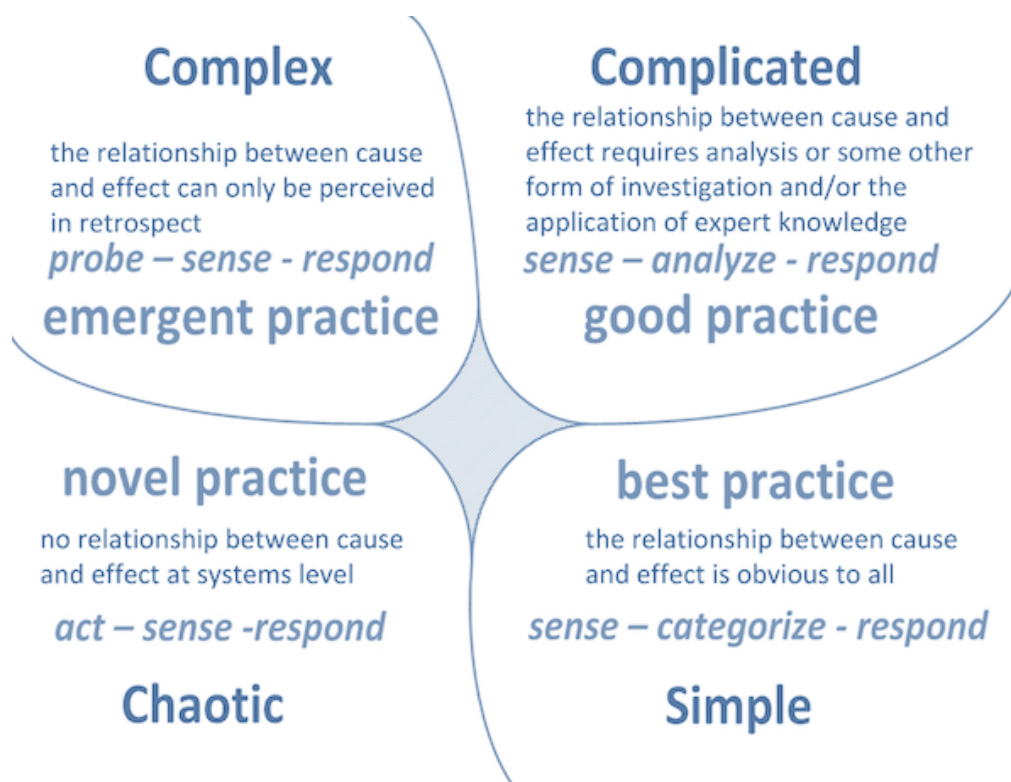 Complex
the relationship between cause
and effect can only be perceived
in retrospect
probe – sense - respond
emergent practice
Complicated
the relationship between cause and
effect requires analysis or some other
form of investigation and/or the
application of expert knowledge
sense – analyze - respond
good practice
novel practice
no relationship between cause
and effect at systems level
act – sense -respond
Chaotic
best practice
the relationship between cause
and effect is obvious to all
sense – categorize - respond
Simple